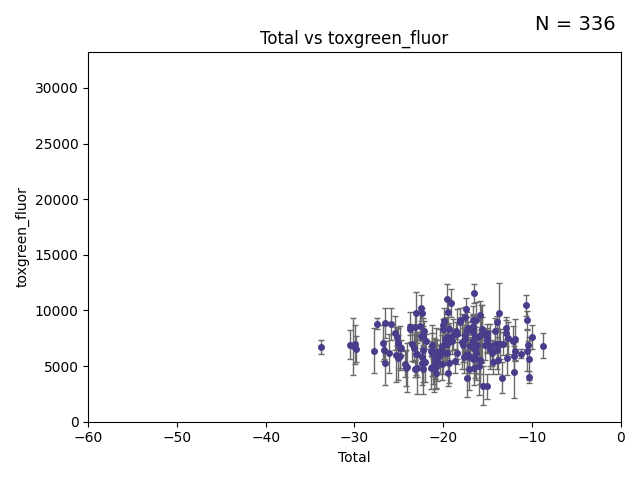 N = 336
Total vs toxgreen_fluor
toxgreen_fluor
30000
25000
20000
15000
10000
5000
0
−60 −50 −40 −30 −20 −10 0
Total